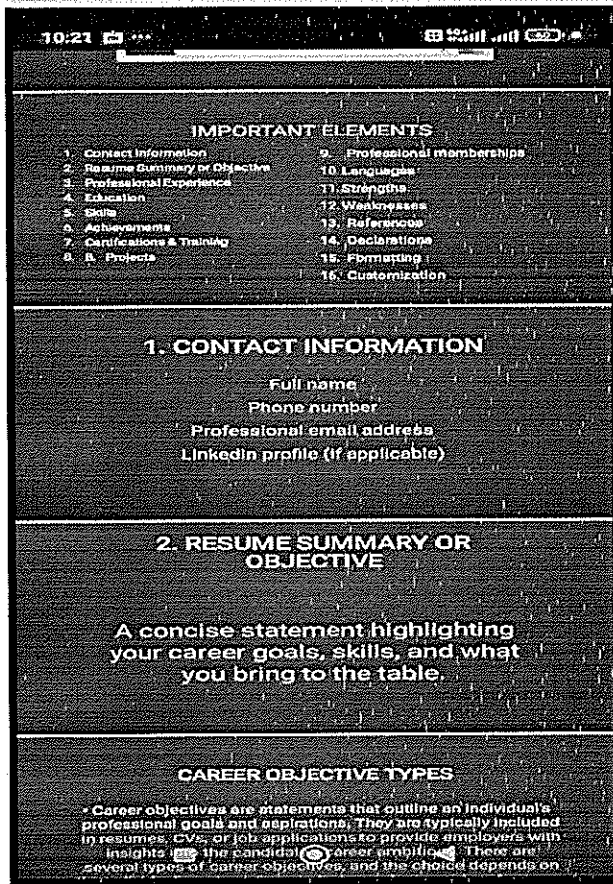 10:21
IMPORTANT ELEMENTS
1. Contact Information
2. Resume Summary or Objective
3. Professional Experience
4. Education
5. Skills
6. Achievements
7. Certifications & Training
8. B. Projects
9. Professional memberships
10. Languages
11. Strengths
12. Weaknesses
13. References
14. Declarations
15. Formatting
16. Customization
1. CONTACT INFORMATION
Full name
Phone number
Professional email address
LinkedIn profile (if applicable)
2. RESUME SUMMARY OR
OBJECTIVE
A concise statement highlighting
your career goals, skills, and what
you bring to the table.
CAREER OBJECTIVE TYPES
• Career objectives are statements that outline an individual's
professional goals and aspirations. They are typically included
in resumes, CVs, or job applications to provide employers with
insights the candidat career ambitio There are
several types of career objectives, and the choice depends on